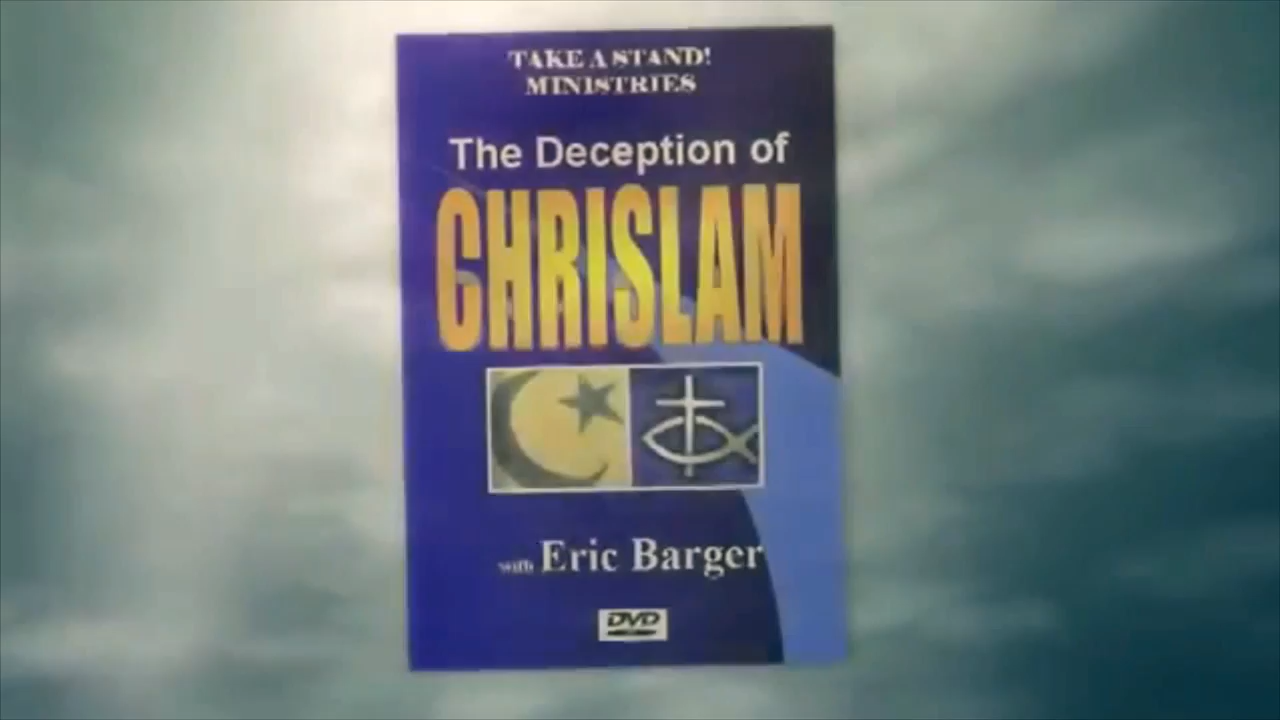 TAKE A STAND!
MINISTRIES
The Deception of
CHRISLAM
with Eric Barger
DVD